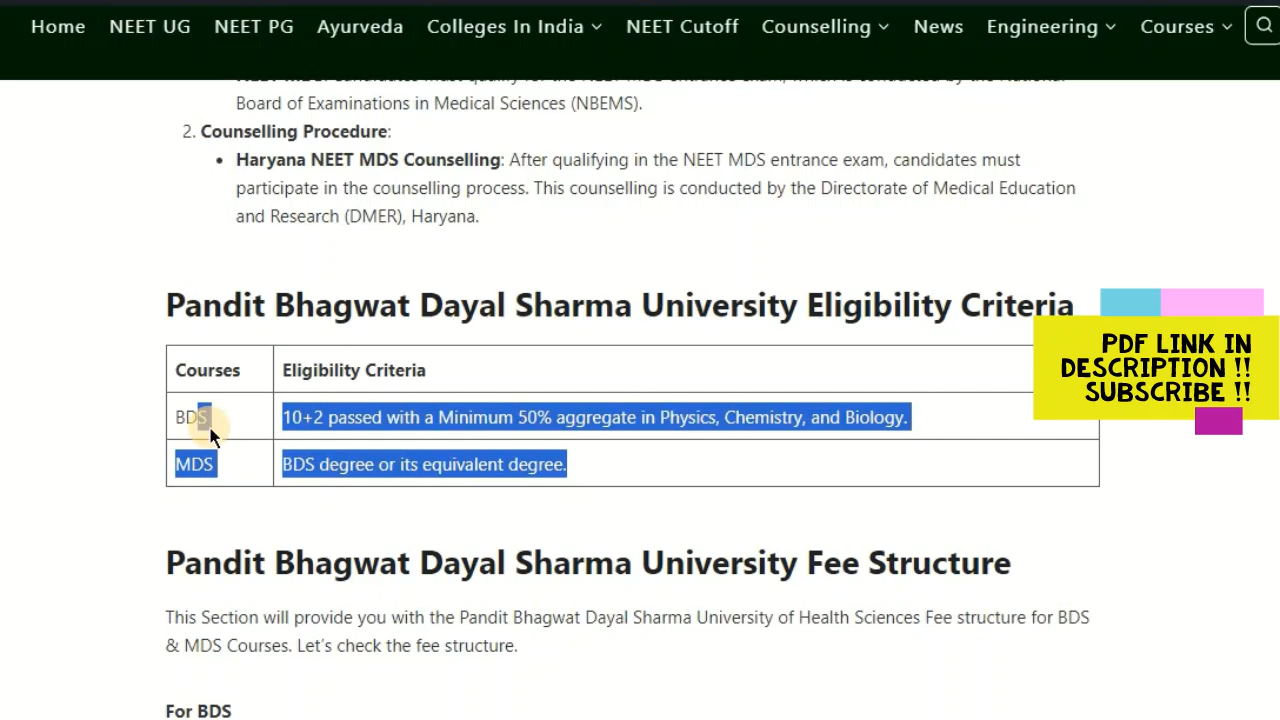 Home NEET UG NEET PG Ayurveda Colleges In India NEET Cutoff Counselling News Engineering Courses
Board of Examinations in Medical Sciences (NBEMS).
2. Counselling Procedure:
Haryana NEET MDS Counselling: After qualifying in the NEET MDS entrance exam, candidates must
participate in the counselling process. This counselling is conducted by the Directorate of Medical Education
and Research (DMER), Haryana.
Pandit Bhagwat Dayal Sharma University Eligibility Criteria
Courses Eligibility Criteria
BDS 10+2 passed with a Minimum 50% aggregate in Physics, Chemistry, and Biology.
MDS BDS degree or its equivalent degree.
PDF LINK IN
DESCRIPTION !!
SUBSCRIBE !!
Pandit Bhagwat Dayal Sharma University Fee Structure
This Section will provide you with the Pandit Bhagwat Dayal Sharma University of Health Sciences Fee structure for BDS
& MDS Courses. Let's check the fee structure.
For BDS